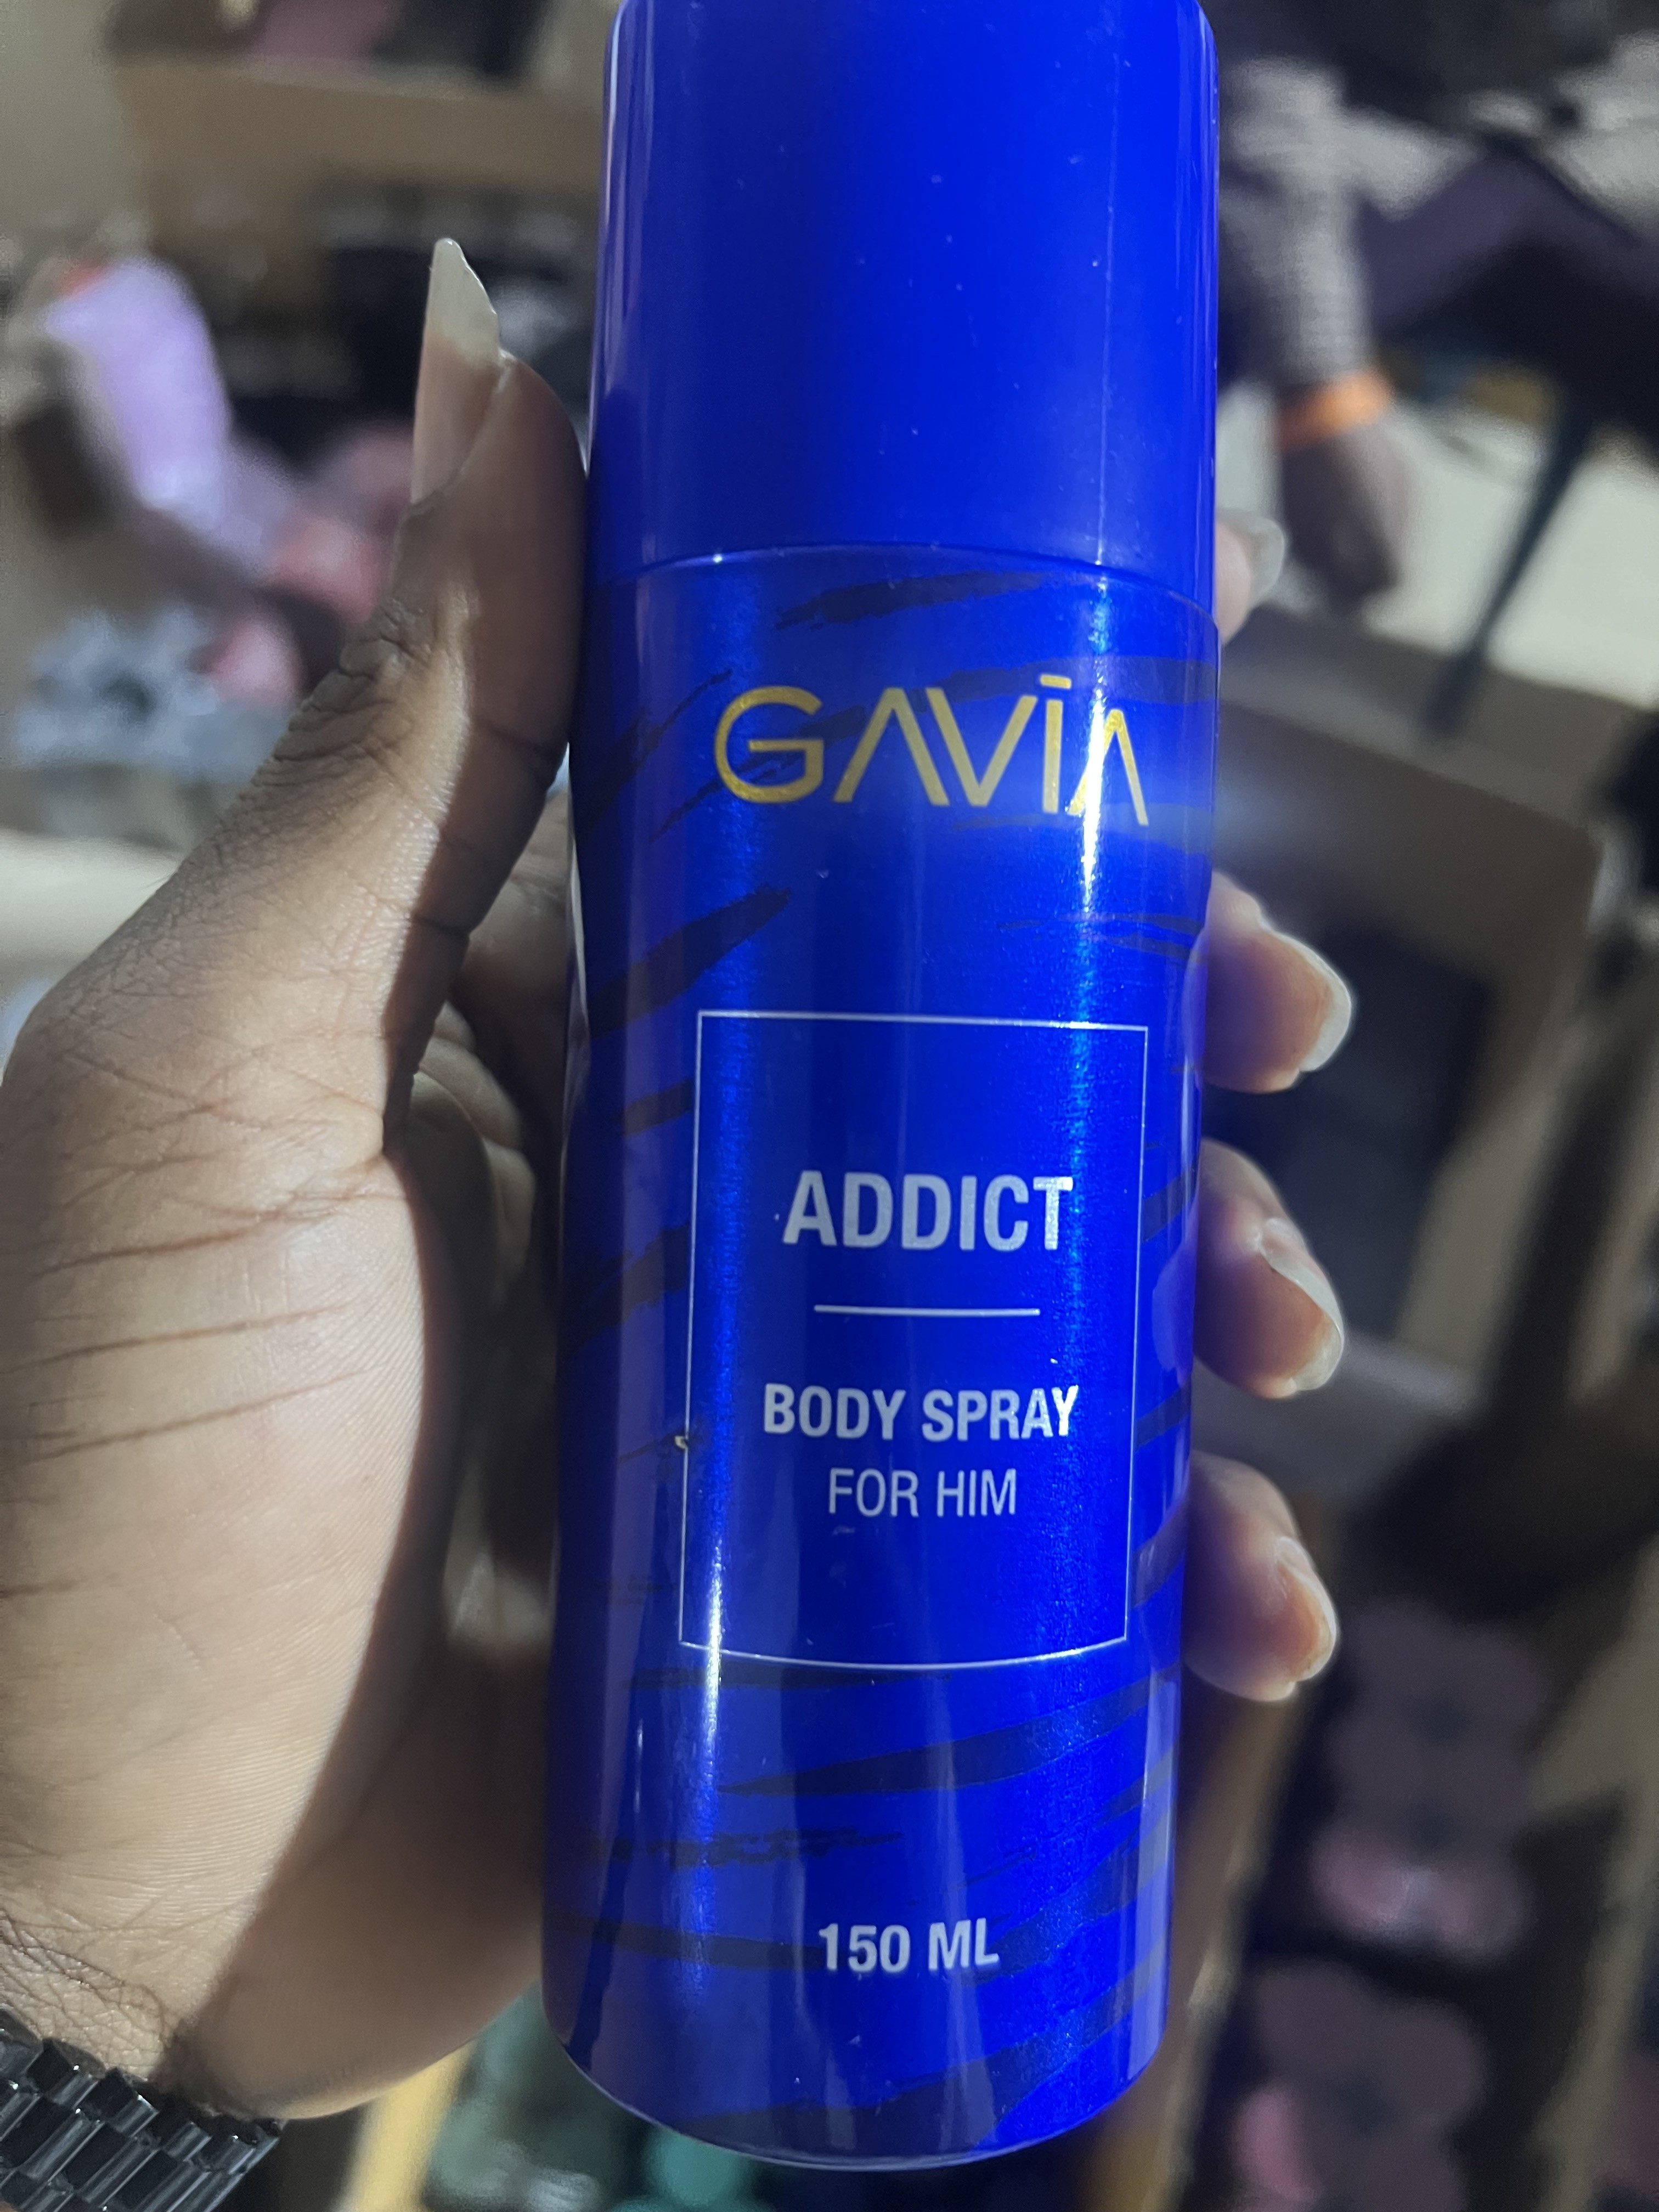 GAVĪA
ADDICT
BODY SPRAY
FOR HIM
150 ML